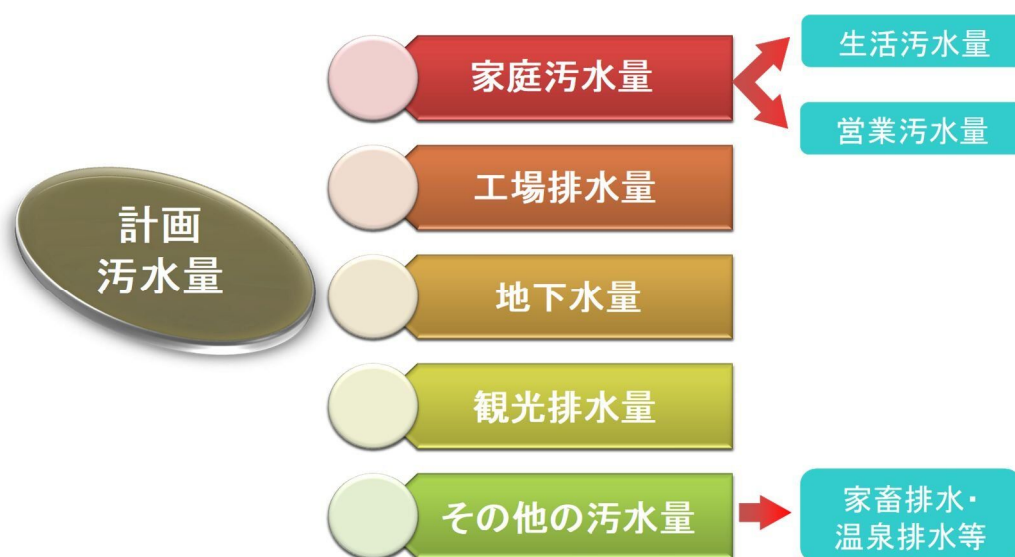 計画
汚水量
家庭汚水量
生活汚水量
営業汚水量
工場排水量
地下水量
観光排水量
その他の汚水量
家畜排水・
温泉排水等